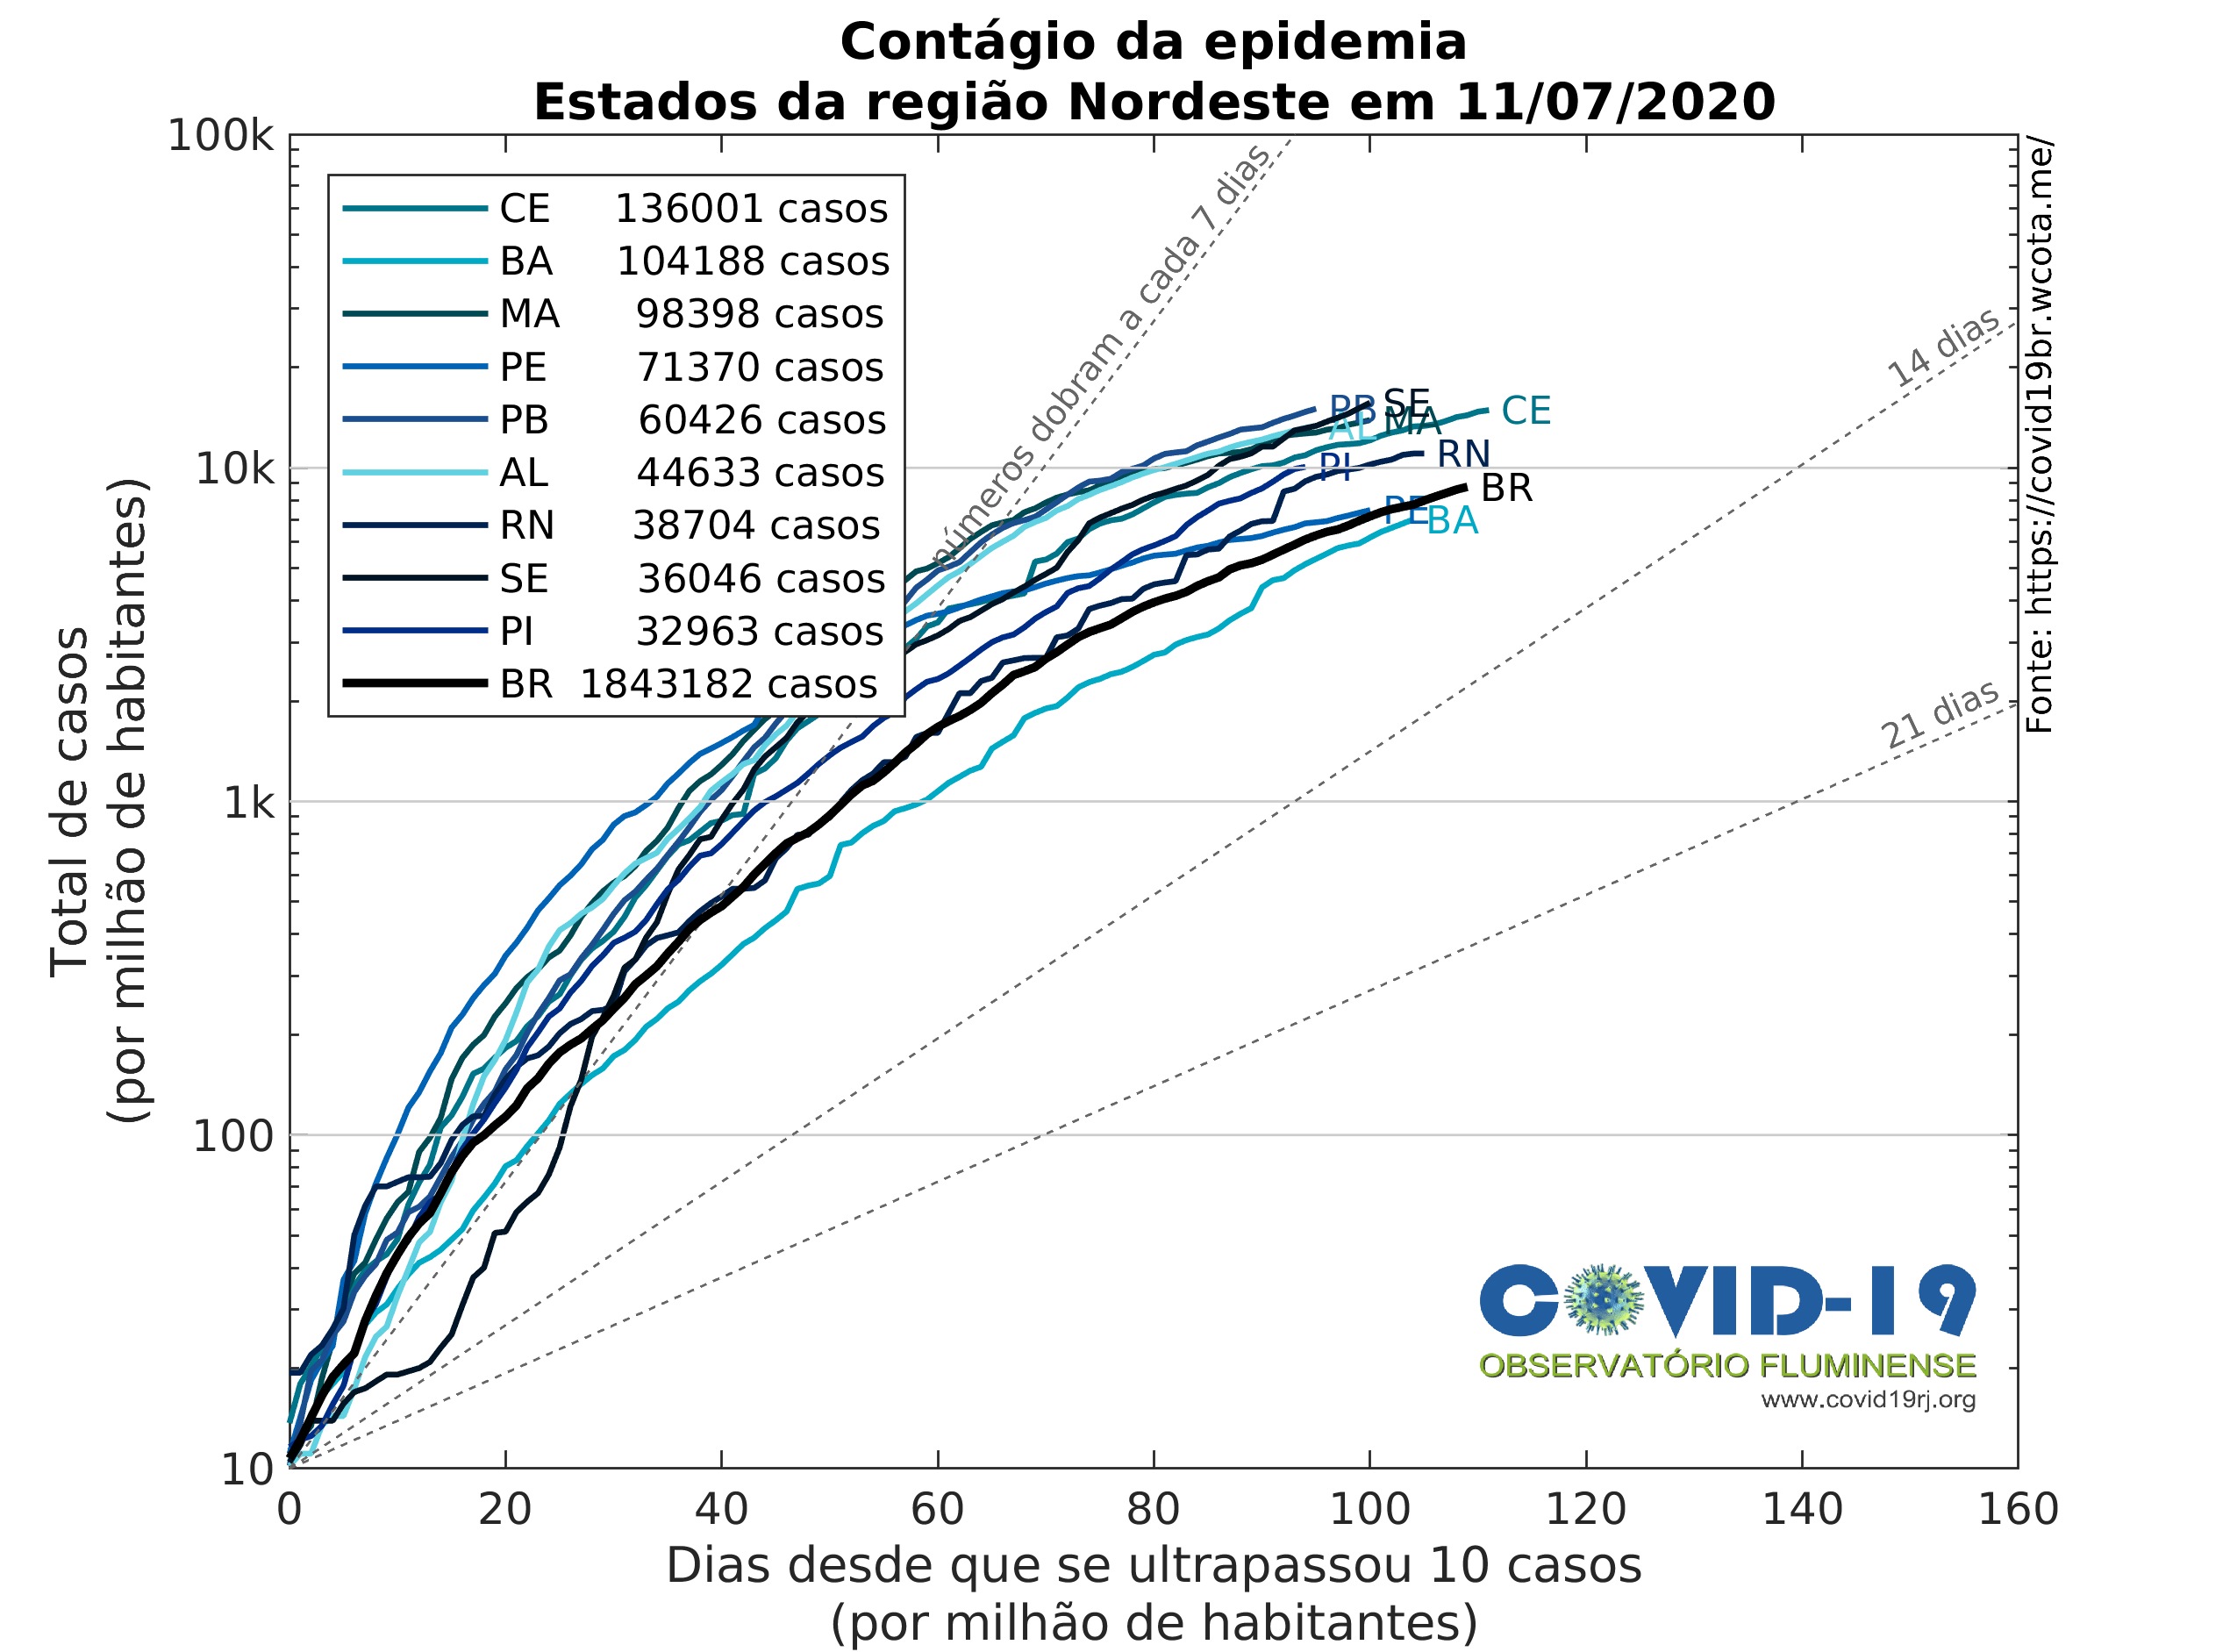 Contágio da epidemia
Estados da região Nordeste em 11/07/2020
Total de casos
(por milhão de habitantes)
100k
10k
1k
100
10
CE 136001 casos
BA 104188 casos
MA 98398 casos
PE 71370 casos
PB 60426 casos
AL 44633 casos
RN 38704 casos
SE 36046 casos
PI 32963 casos
BR 1843182 casos
números dobram a cada 7 dias
14 dias
21 dias
PB
SE
AL
MA
CE
RN
PI
BR
PE
BA
Fonte: https://covid19br.wcota.me/
COVID-19
OBSERVATÓRIO FLUMINENSE
www.covid19rj.org
0 20 40 60 80 100 120 140 160
Dias desde que se ultrapassou 10 casos
(por milhão de habitantes)